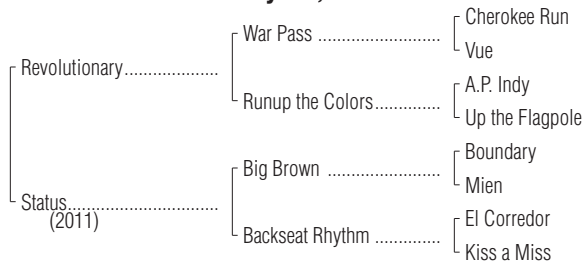 Cherokee Run
War Pass ..........................
Vue
Revolutionary....................
A.P. Indy
Runup the Colors..............
Up the Flagpole
Boundary
Big Brown ........................
Mien
Status................................
(2011)
El Corredor
Backseat Rhythm ..............
Kiss a Miss